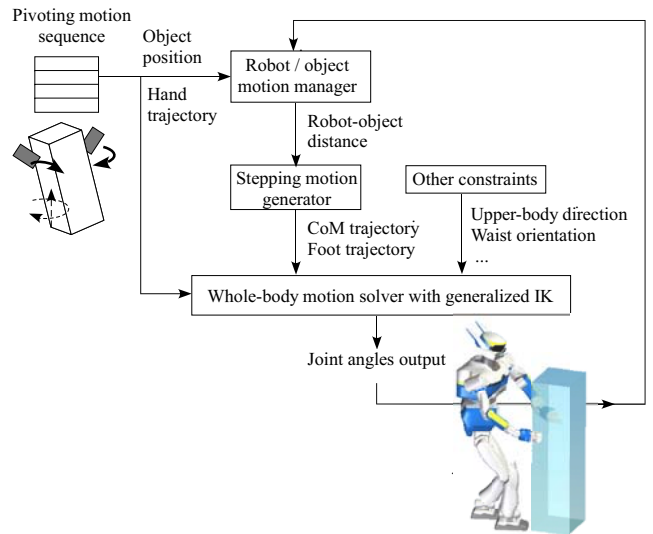 Pivoting motion
sequence
Object
position
Hand
trajectory
Robot / object
motion manager
Robot-object
distance
Stepping motion
generator
Other constraints
CoM trajectory
Foot trajectory
Upper-body direction
Waist orientation
...
Whole-body motion solver with generalized IK
Joint angles output